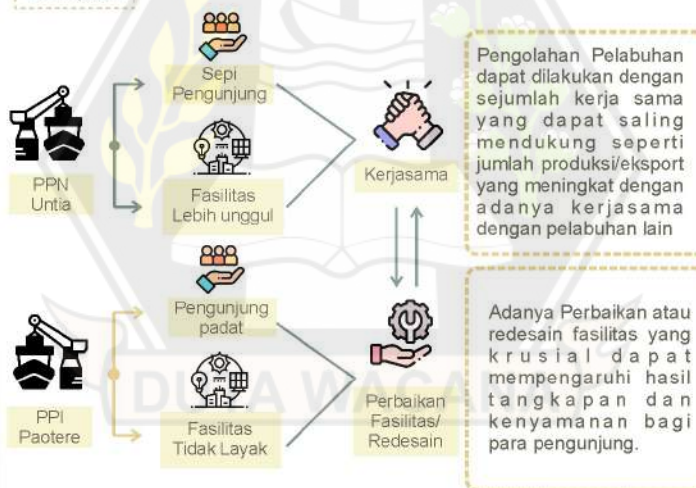 Sepi
Pengunjung
PPN
Untia
Fasilitas
Lebih unggul
Kerjasama
Pengolahan Pelabuhan
dapat dilakukan dengan
sejumlah kerja sama
yang dapat saling
mendukung seperti
jumlah produksi/eksport
yang meningkat dengan
adanya kerjasama
dengan pelabuhan lain
Pengunjung
padat
PPI
Paotere
Fasilitas
Tidak Layak
Perbaikan
Fasilitas/
Redesain
Adanya Perbaikan atau
redesain fasilitas yang
krusial dapat
mempengaruhi hasil
tangkapan dan
kenyamanan bagi
para pengunjung.
DUTA WACANA